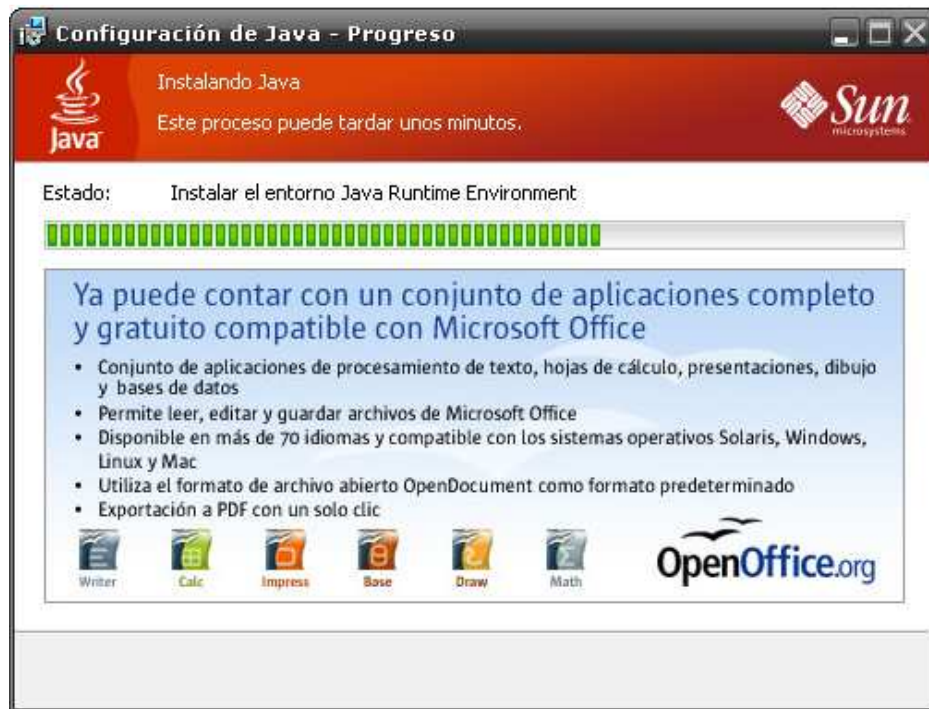 Configuración de Java - Progreso
Instalando Java
Este proceso puede tardar unos minutos.
Java
Sun
microsystems
Estado: Instalar el entorno Java Runtime Environment
Ya puede contar con un conjunto de aplicaciones completo
y gratuito compatible con Microsoft Office
• Conjunto de aplicaciones de procesamiento de texto, hojas de cálculo, presentaciones, dibujo
y bases de datos
• Permite leer, editar y guardar archivos de Microsoft Office
• Disponible en más de 70 idiomas y compatible con los sistemas operativos Solaris, Windows,
Linux y Mac
• Utiliza el formato de archivo abierto OpenDocument como formato predeterminado
• Exportación a PDF con un solo clic
Writer Calc Impress Base Draw Math
OpenOffice.org